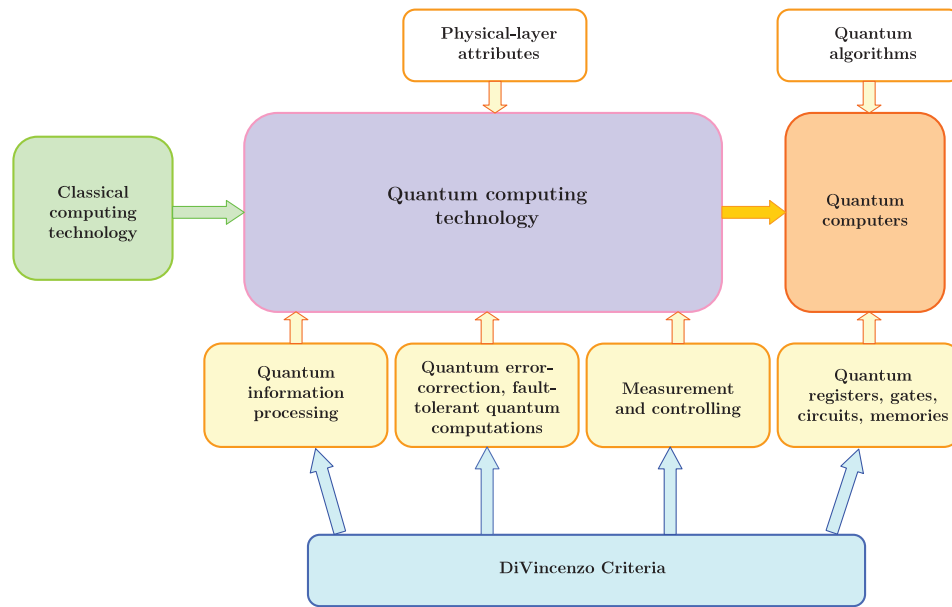 Physical-layer
attributes
Quantum
algorithms
Classical
computing
technology
Quantum computing
technology
Quantum
computers
Quantum
information
processing
Quantum error-
correction, fault-
tolerant quantum
computations
Measurement
and controlling
Quantum
registers, gates,
circuits, memories
DiVincenzo Criteria